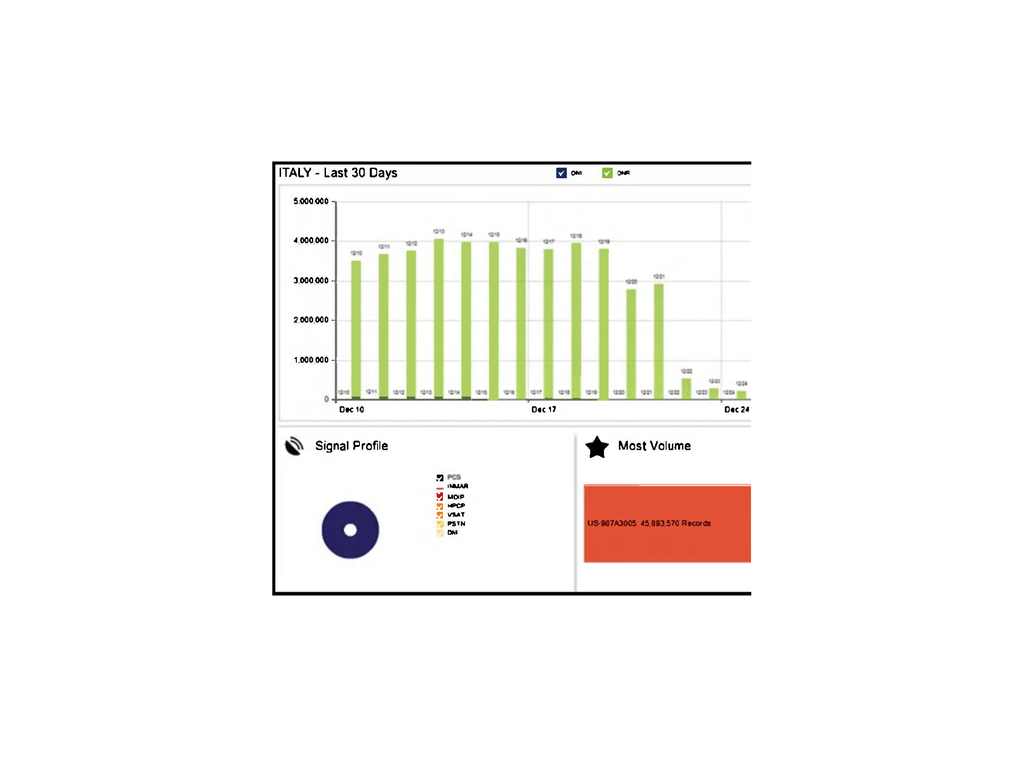 ITALY - Last 30 Days
DNI DNR
5.000.000
4.000.000
3.000.000
2.000.000
1.000.000
0
12/10 12/11 12/12 12/13 12/14 12/15 12/16 12/17 12/18 12/19 12/20 12/21 12/22 12/23 12/24
12/10 12/11 12/12 12/13 12/14 12/15 12/16 12/17 12/18 12/19 12/20 12/21 12/22 12/23 12/24
Dec 10 Dec 17 Dec 24
Signal Profile
PCS
INMAR
MOIP
HPCP
VSAT
PSTN
DNI
Most Volume
US-987A3005: 45,893,570 Records